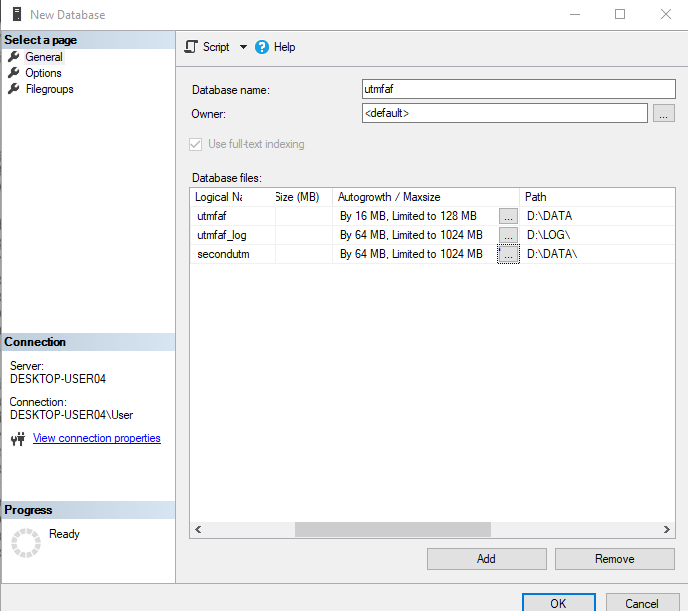 New Database
Select a page
General
Options
Filegroups
Script
Help
Database name:
utmfaf
Owner:
<default>
...
Use full-text indexing
Database files:
Logical Na Size (MB) Autogrowth / Maxsize Path
utmfaf By 16 MB, Limited to 128 MB ... D:\DATA
utmfaf_log By 64 MB, Limited to 1024 MB ... D:\LOG\
secondutm By 64 MB, Limited to 1024 MB ... D:\DATA\
Connection
Server:
DESKTOP-USER04
Connection:
DESKTOP-USER04\User
View connection properties
Progress
Ready
Add
Remove
OK
Cancel